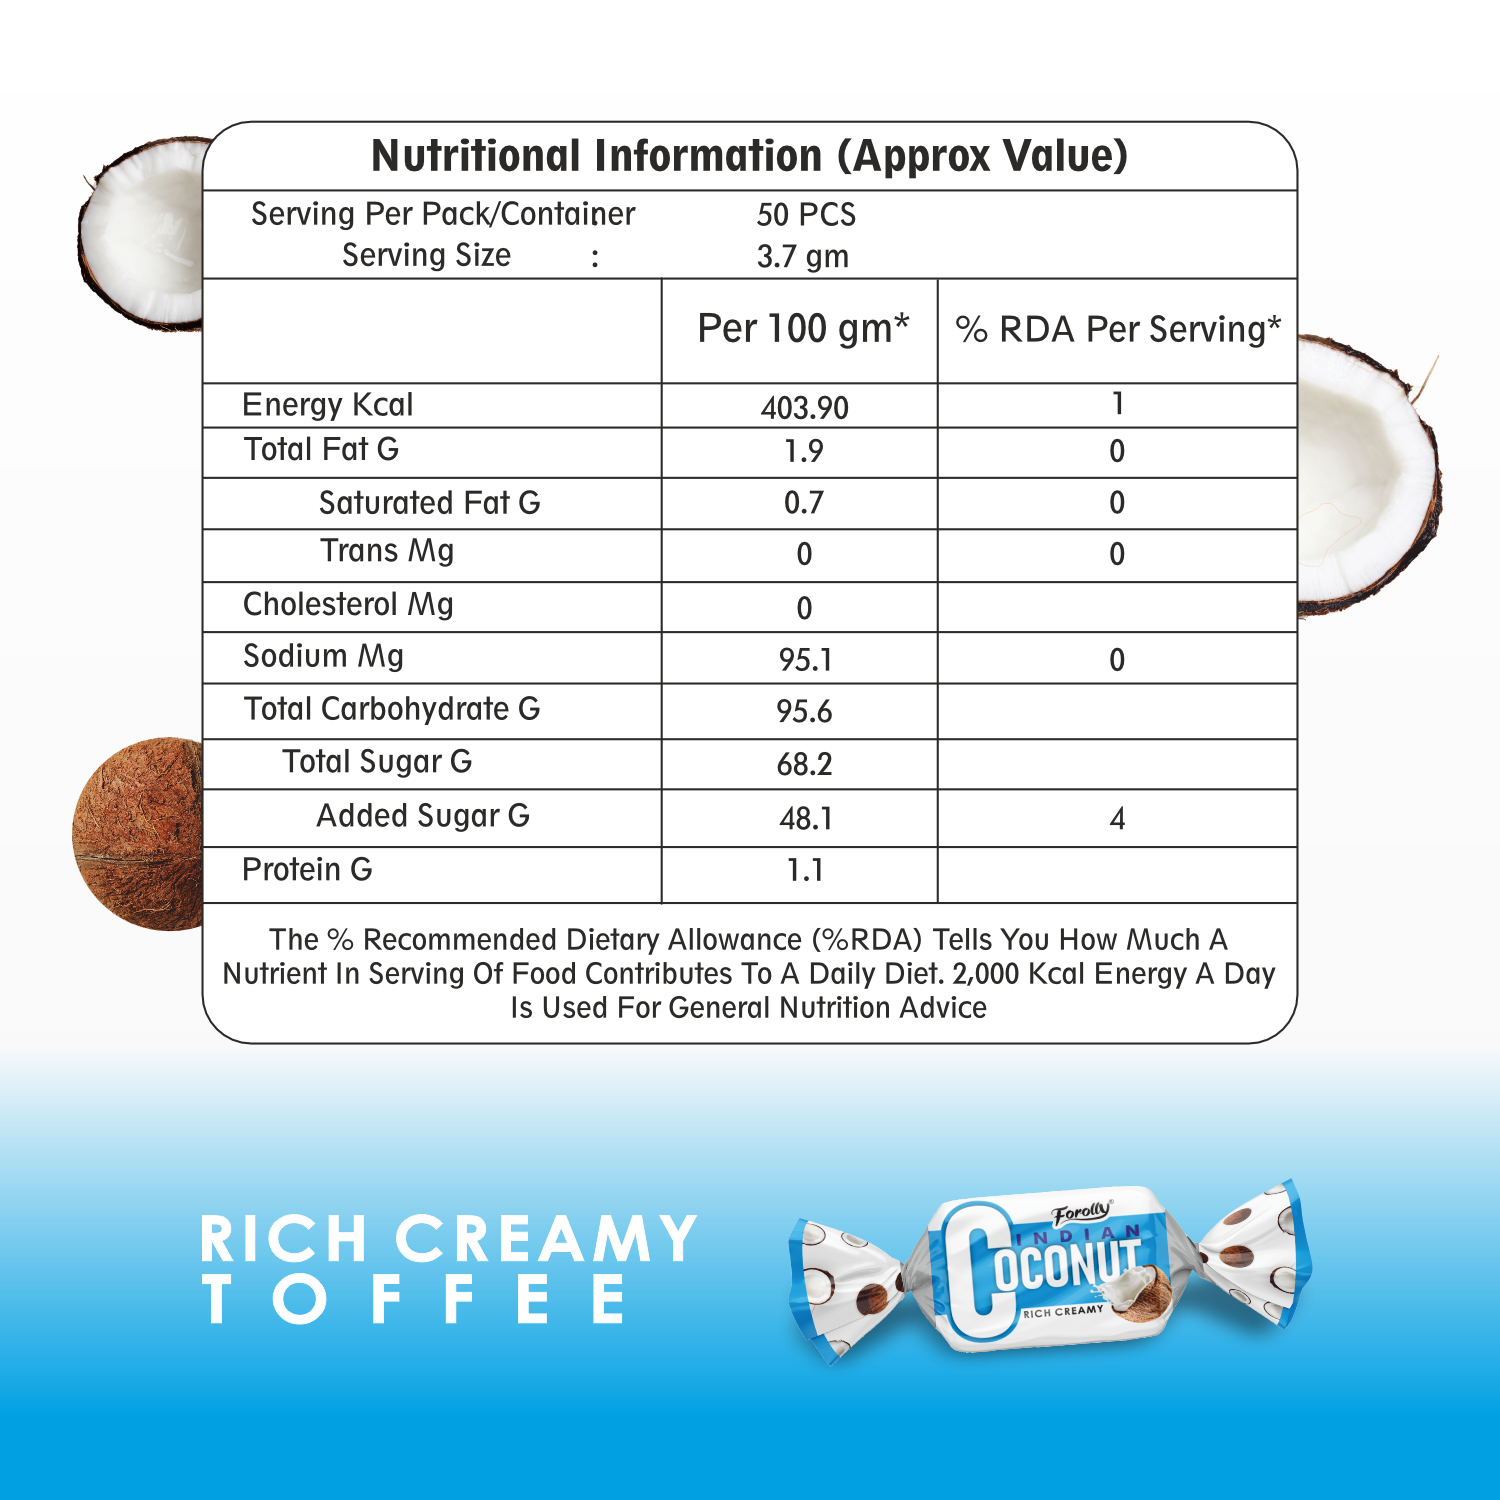 Nutritional Information (Approx Value)
Serving Per Pack/Container : 50 PCS
Serving Size : 3.7 gm
Per 100 gm* % RDA Per Serving*
Energy Kcal 403.90 1
Total Fat G 1.9 0
Saturated Fat G 0.7 0
Trans Mg 0 0
Cholesterol Mg 0
Sodium Mg 95.1 0
Total Carbohydrate G 95.6
Total Sugar G 68.2
Added Sugar G 48.1 4
Protein G 1.1
The % Recommended Dietary Allowance (%RDA) Tells You How Much A
Nutrient In Serving Of Food Contributes To A Daily Diet. 2,000 Kcal Energy A Day
Is Used For General Nutrition Advice
RICH CREAMY
TOFFEE
Forolly®
INDIAN
COCONUT
RICH CREAMY